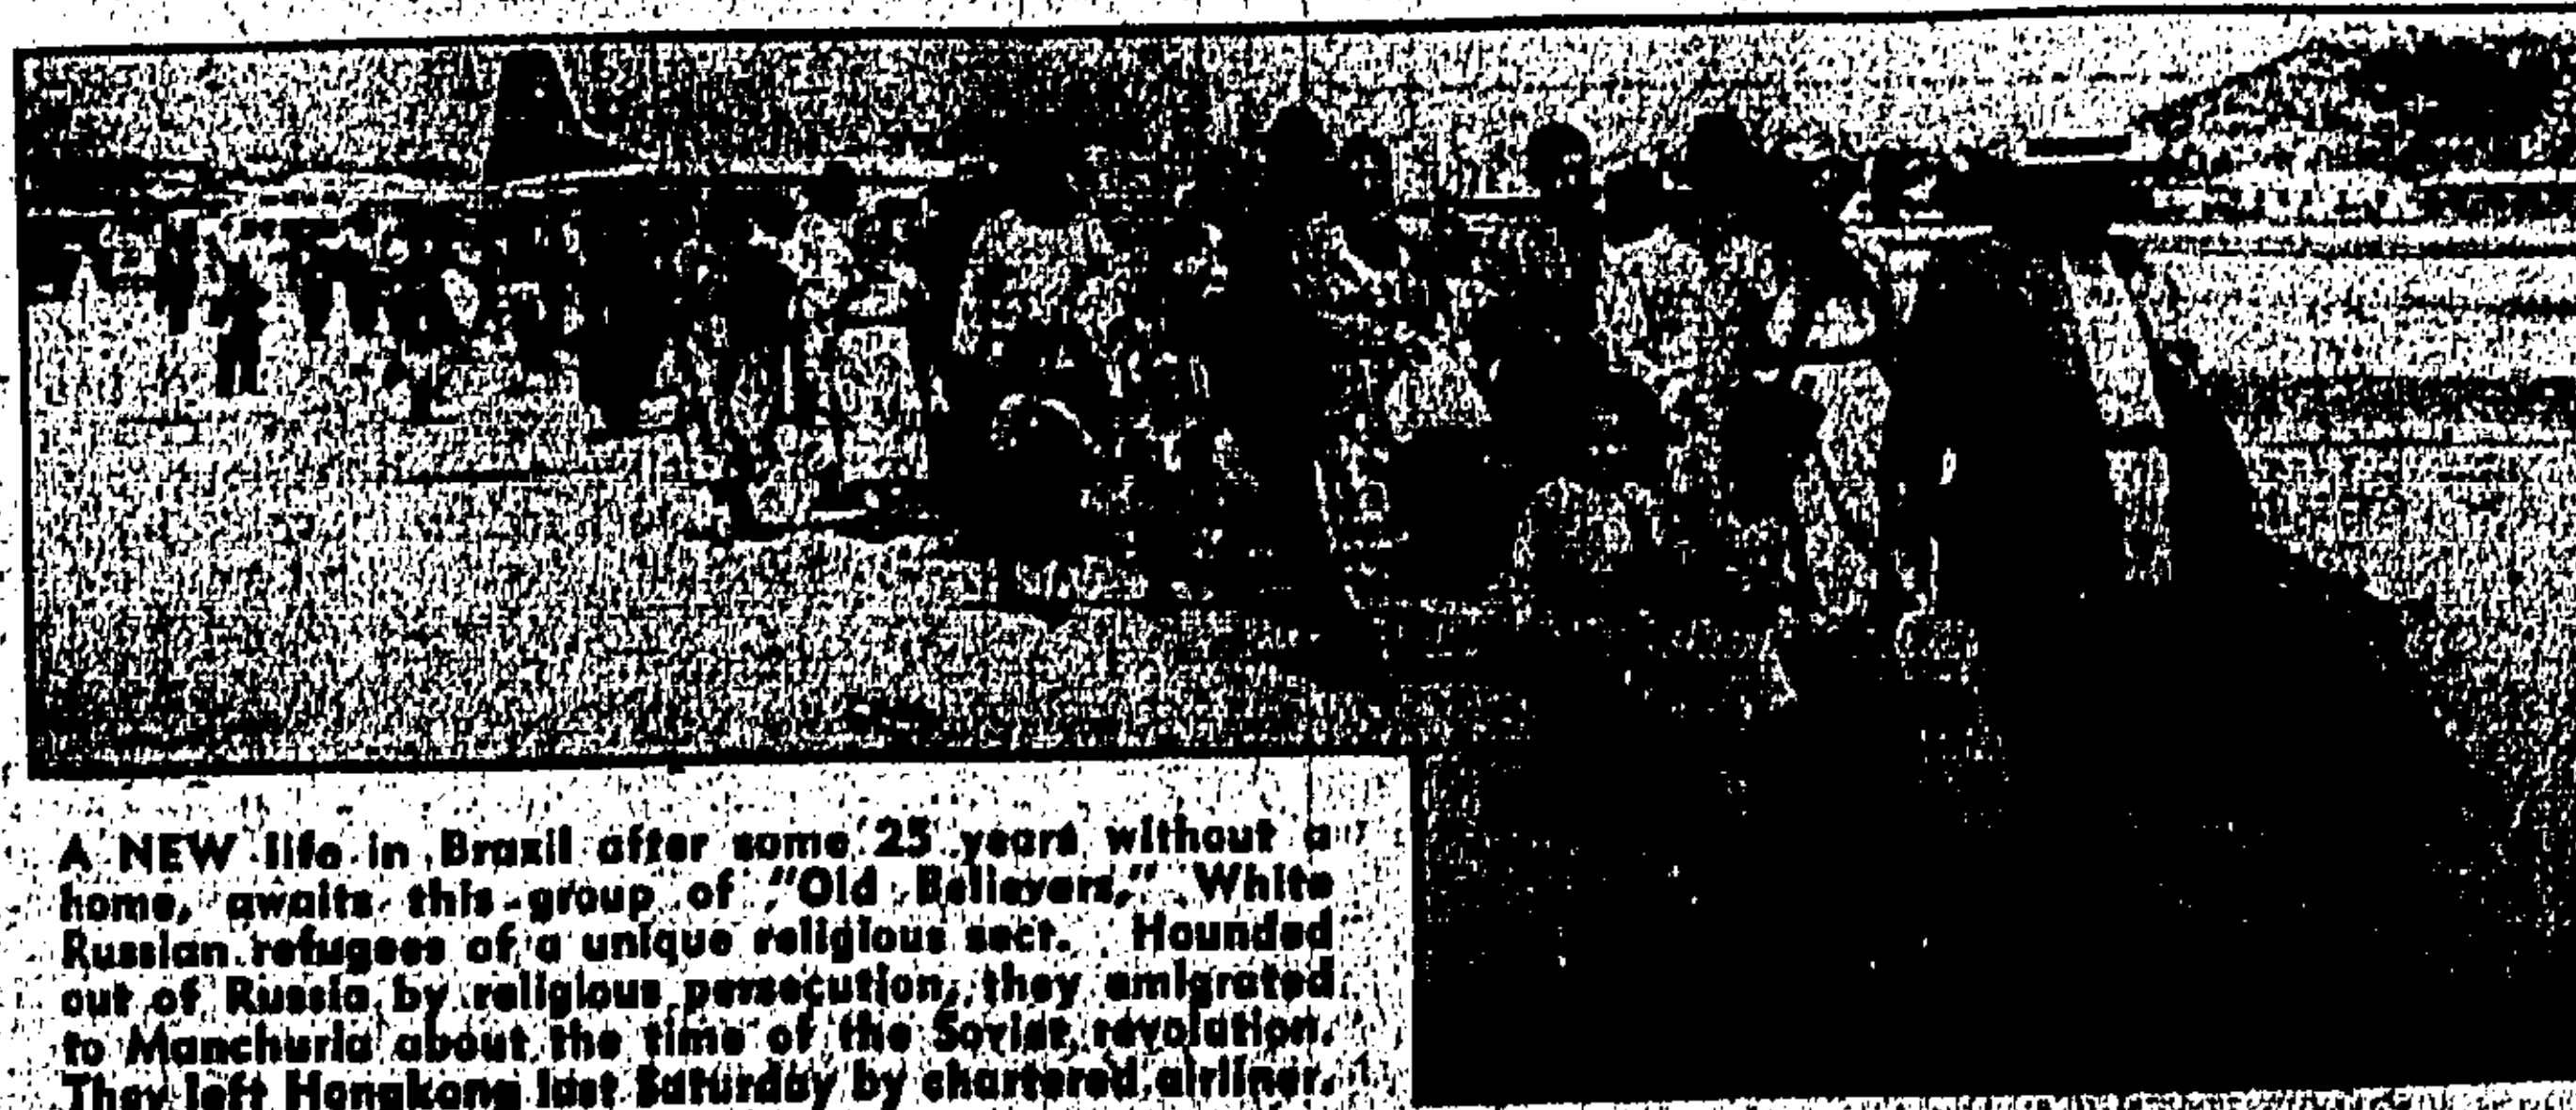 A NEW life in Brazil after some 25 years without a
home, awaits this group of "Old Believers," White
Russian refugees of a unique religious sect. Hounded
out of Russia by religious persecution, they emigrated
to Manchuria about the time of the Soviet revolution.
They left Hongkong last Saturday by chartered airliner.